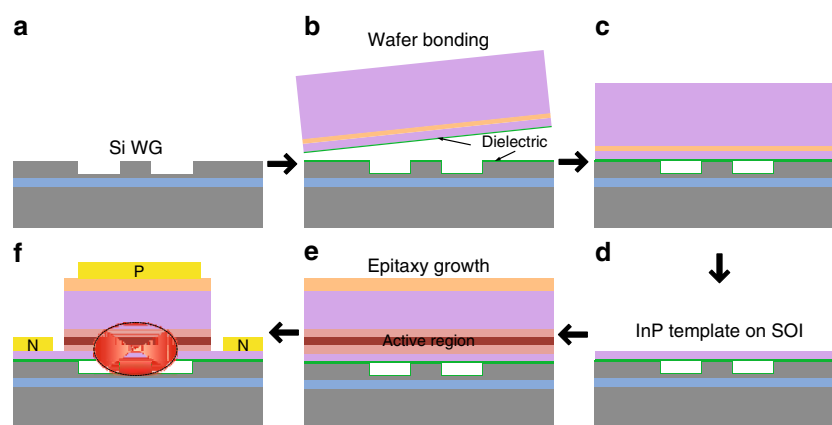 a
b
c
Wafer bonding
Si WG
Dielectric
f
e
d
P
Epitaxy growth
InP template on SOI
N
N
Active region